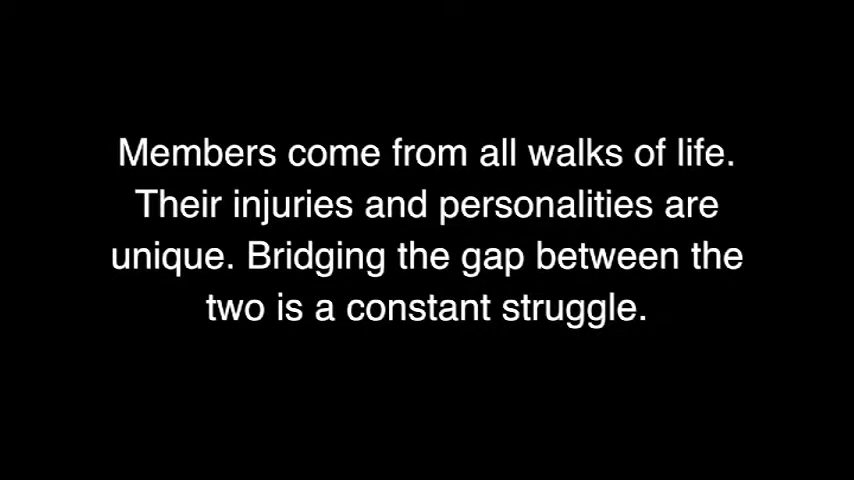 Members come from all walks of life.
Their injuries and personalities are
unique. Bridging the gap between the
two is a constant struggle.